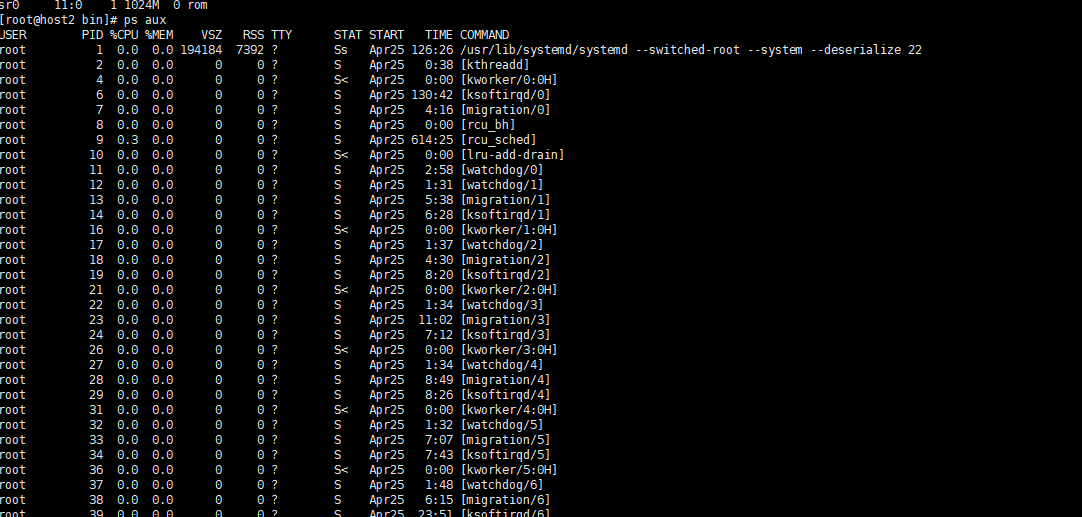 sr0     11:0    1 1024M  0 rom
[root@host2 bin]# ps aux
USER       PID %CPU %MEM    VSZ   RSS TTY      STAT START   TIME COMMAND
root         1  0.0  0.0 194184  7392 ?        Ss   Apr25 126:26 /usr/lib/systemd/systemd --switched-root --system --deserialize 22
root         2  0.0  0.0      0     0 ?        S    Apr25   0:38 [kthreadd]
root         4  0.0  0.0      0     0 ?        S<   Apr25   0:00 [kworker/0:0H]
root         6  0.0  0.0      0     0 ?        S    Apr25 130:42 [ksoftirqd/0]
root         7  0.0  0.0      0     0 ?        S    Apr25   4:16 [migration/0]
root         8  0.0  0.0      0     0 ?        S    Apr25   0:00 [rcu_bh]
root         9  0.3  0.0      0     0 ?        S    Apr25 614:25 [rcu_sched]
root        10  0.0  0.0      0     0 ?        S<   Apr25   0:00 [lru-add-drain]
root        11  0.0  0.0      0     0 ?        S    Apr25   2:58 [watchdog/0]
root        12  0.0  0.0      0     0 ?        S    Apr25   1:31 [watchdog/1]
root        13  0.0  0.0      0     0 ?        S    Apr25   5:38 [migration/1]
root        14  0.0  0.0      0     0 ?        S    Apr25   6:28 [ksoftirqd/1]
root        16  0.0  0.0      0     0 ?        S<   Apr25   0:00 [kworker/1:0H]
root        17  0.0  0.0      0     0 ?        S    Apr25   1:37 [watchdog/2]
root        18  0.0  0.0      0     0 ?        S    Apr25   4:30 [migration/2]
root        19  0.0  0.0      0     0 ?        S    Apr25   8:20 [ksoftirqd/2]
root        21  0.0  0.0      0     0 ?        S<   Apr25   0:00 [kworker/2:0H]
root        22  0.0  0.0      0     0 ?        S    Apr25   1:34 [watchdog/3]
root        23  0.0  0.0      0     0 ?        S    Apr25  11:02 [migration/3]
root        24  0.0  0.0      0     0 ?        S    Apr25   7:12 [ksoftirqd/3]
root        26  0.0  0.0      0     0 ?        S<   Apr25   0:00 [kworker/3:0H]
root        27  0.0  0.0      0     0 ?        S    Apr25   1:34 [watchdog/4]
root        28  0.0  0.0      0     0 ?        S    Apr25   8:49 [migration/4]
root        29  0.0  0.0      0     0 ?        S    Apr25   8:26 [ksoftirqd/4]
root        31  0.0  0.0      0     0 ?        S<   Apr25   0:00 [kworker/4:0H]
root        32  0.0  0.0      0     0 ?        S    Apr25   1:32 [watchdog/5]
root        33  0.0  0.0      0     0 ?        S    Apr25   7:07 [migration/5]
root        34  0.0  0.0      0     0 ?        S    Apr25   7:43 [ksoftirqd/5]
root        36  0.0  0.0      0     0 ?        S<   Apr25   0:00 [kworker/5:0H]
root        37  0.0  0.0      0     0 ?        S    Apr25   1:48 [watchdog/6]
root        38  0.0  0.0      0     0 ?        S    Apr25   6:15 [migration/6]
root        39  0.0  0.0      0     0 ?        S    Apr25  23:51 [ksoftirqd/6]